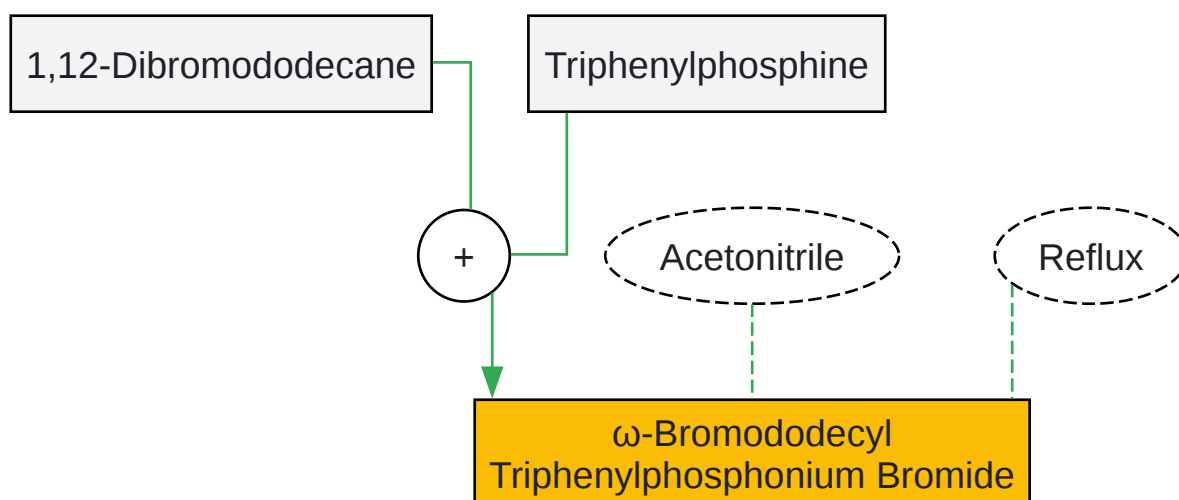 1,12-Dibromododecane
Triphenylphosphine
+
Acetonitrile
Reflux
ω-Bromododecyl
Triphenylphosphonium Bromide